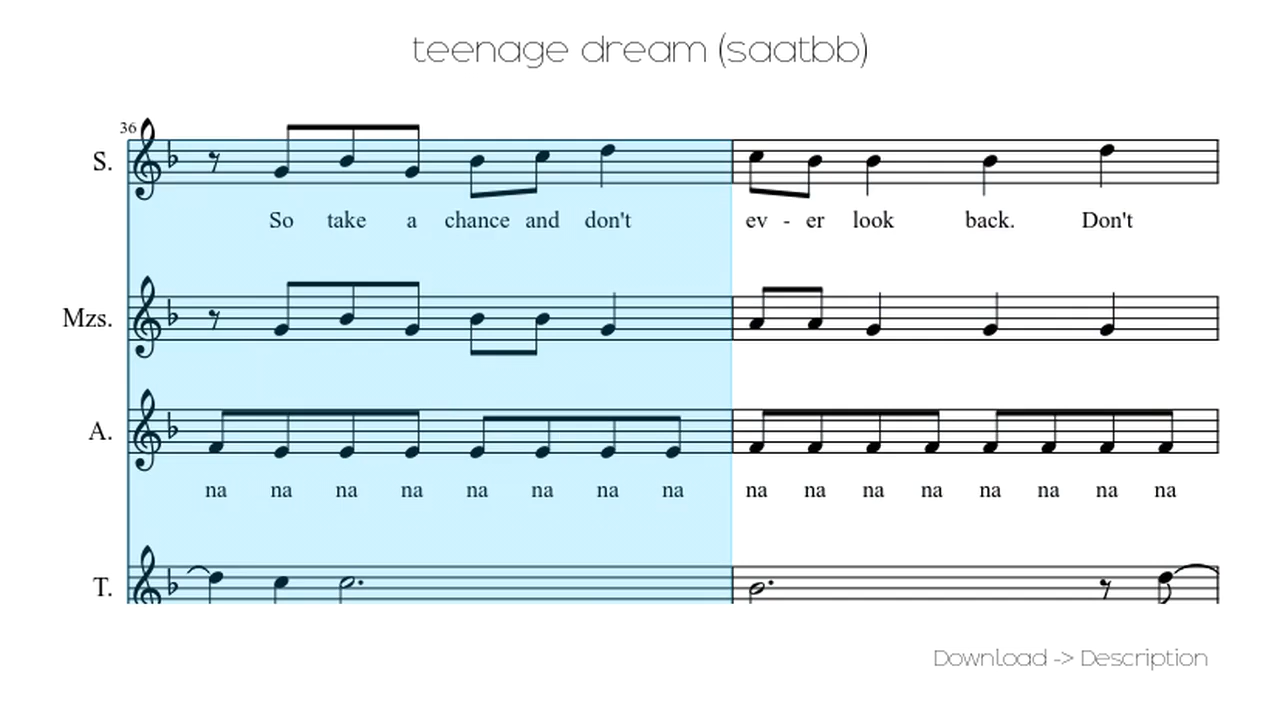 teenage dream (saatbb)
36
S.
So take a chance and don't ev - er look back. Don't
Mzs.
A.
na na na na na na na na na na na na na na na na
T.
Download -> Description